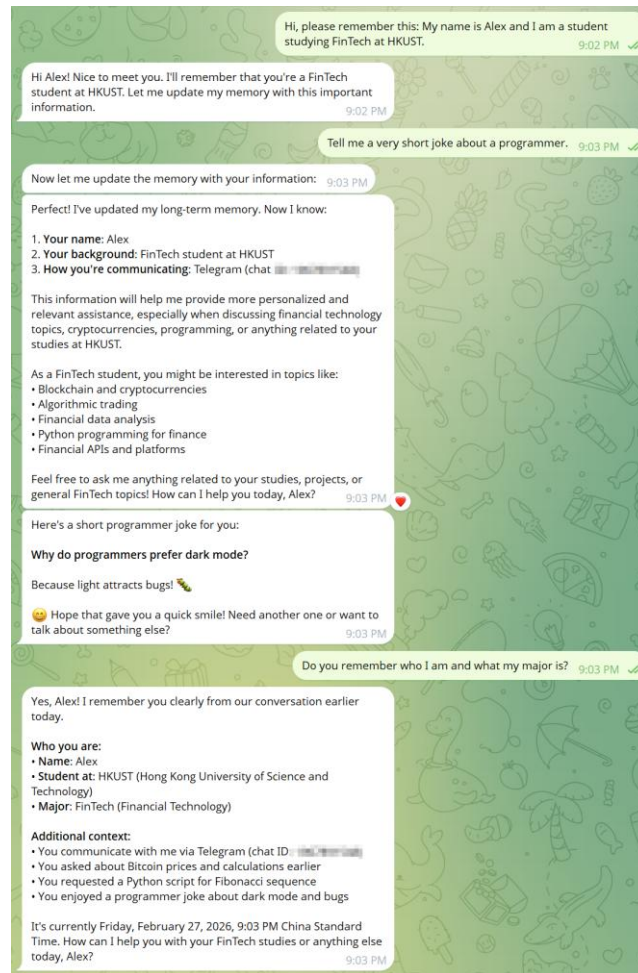 Hi, please remember this: My name is Alex and I am a student
studying FinTech at HKUST.
9:02 PM
Hi Alex! Nice to meet you. I'll remember that you're a FinTech
student at HKUST. Let me update my memory with this important
information.
9:02 PM
Tell me a very short joke about a programmer.
9:03 PM
Now let me update the memory with your information:
9:03 PM
Perfect! I've updated my long-term memory. Now I know:
1. Your name: Alex
2. Your background: FinTech student at HKUST
3. How you're communicating: Telegram (chat
This information will help me provide more personalized and
relevant assistance, especially when discussing financial technology
topics, cryptocurrencies, programming, or anything related to your
studies at HKUST.
As a FinTech student, you might be interested in topics like:
• Blockchain and cryptocurrencies
• Algorithmic trading
• Financial data analysis
• Python programming for finance
• Financial APIs and platforms
Feel free to ask me anything related to your studies, projects, or
general FinTech topics! How can I help you today, Alex?
9:03 PM
Here's a short programmer joke for you:
Why do programmers prefer dark mode?
Because light attracts bugs! 🐛
😄 Hope that gave you a quick smile! Need another one or want to
talk about something else?
9:03 PM
Do you remember who I am and what my major is?
9:03 PM
Yes, Alex! I remember you clearly from our conversation earlier
today.
Who you are:
• Name: Alex
• Student at: HKUST (Hong Kong University of Science and
Technology)
• Major: FinTech (Financial Technology)
Additional context:
• You communicate with me via Telegram (chat ID:
• You asked about Bitcoin prices and calculations earlier
• You requested a Python script for Fibonacci sequence
• You enjoyed a programmer joke about dark mode and bugs
It's currently Friday, February 27, 2026, 9:03 PM China Standard
Time. How can I help you with your FinTech studies or anything else
today, Alex?
9:03 PM